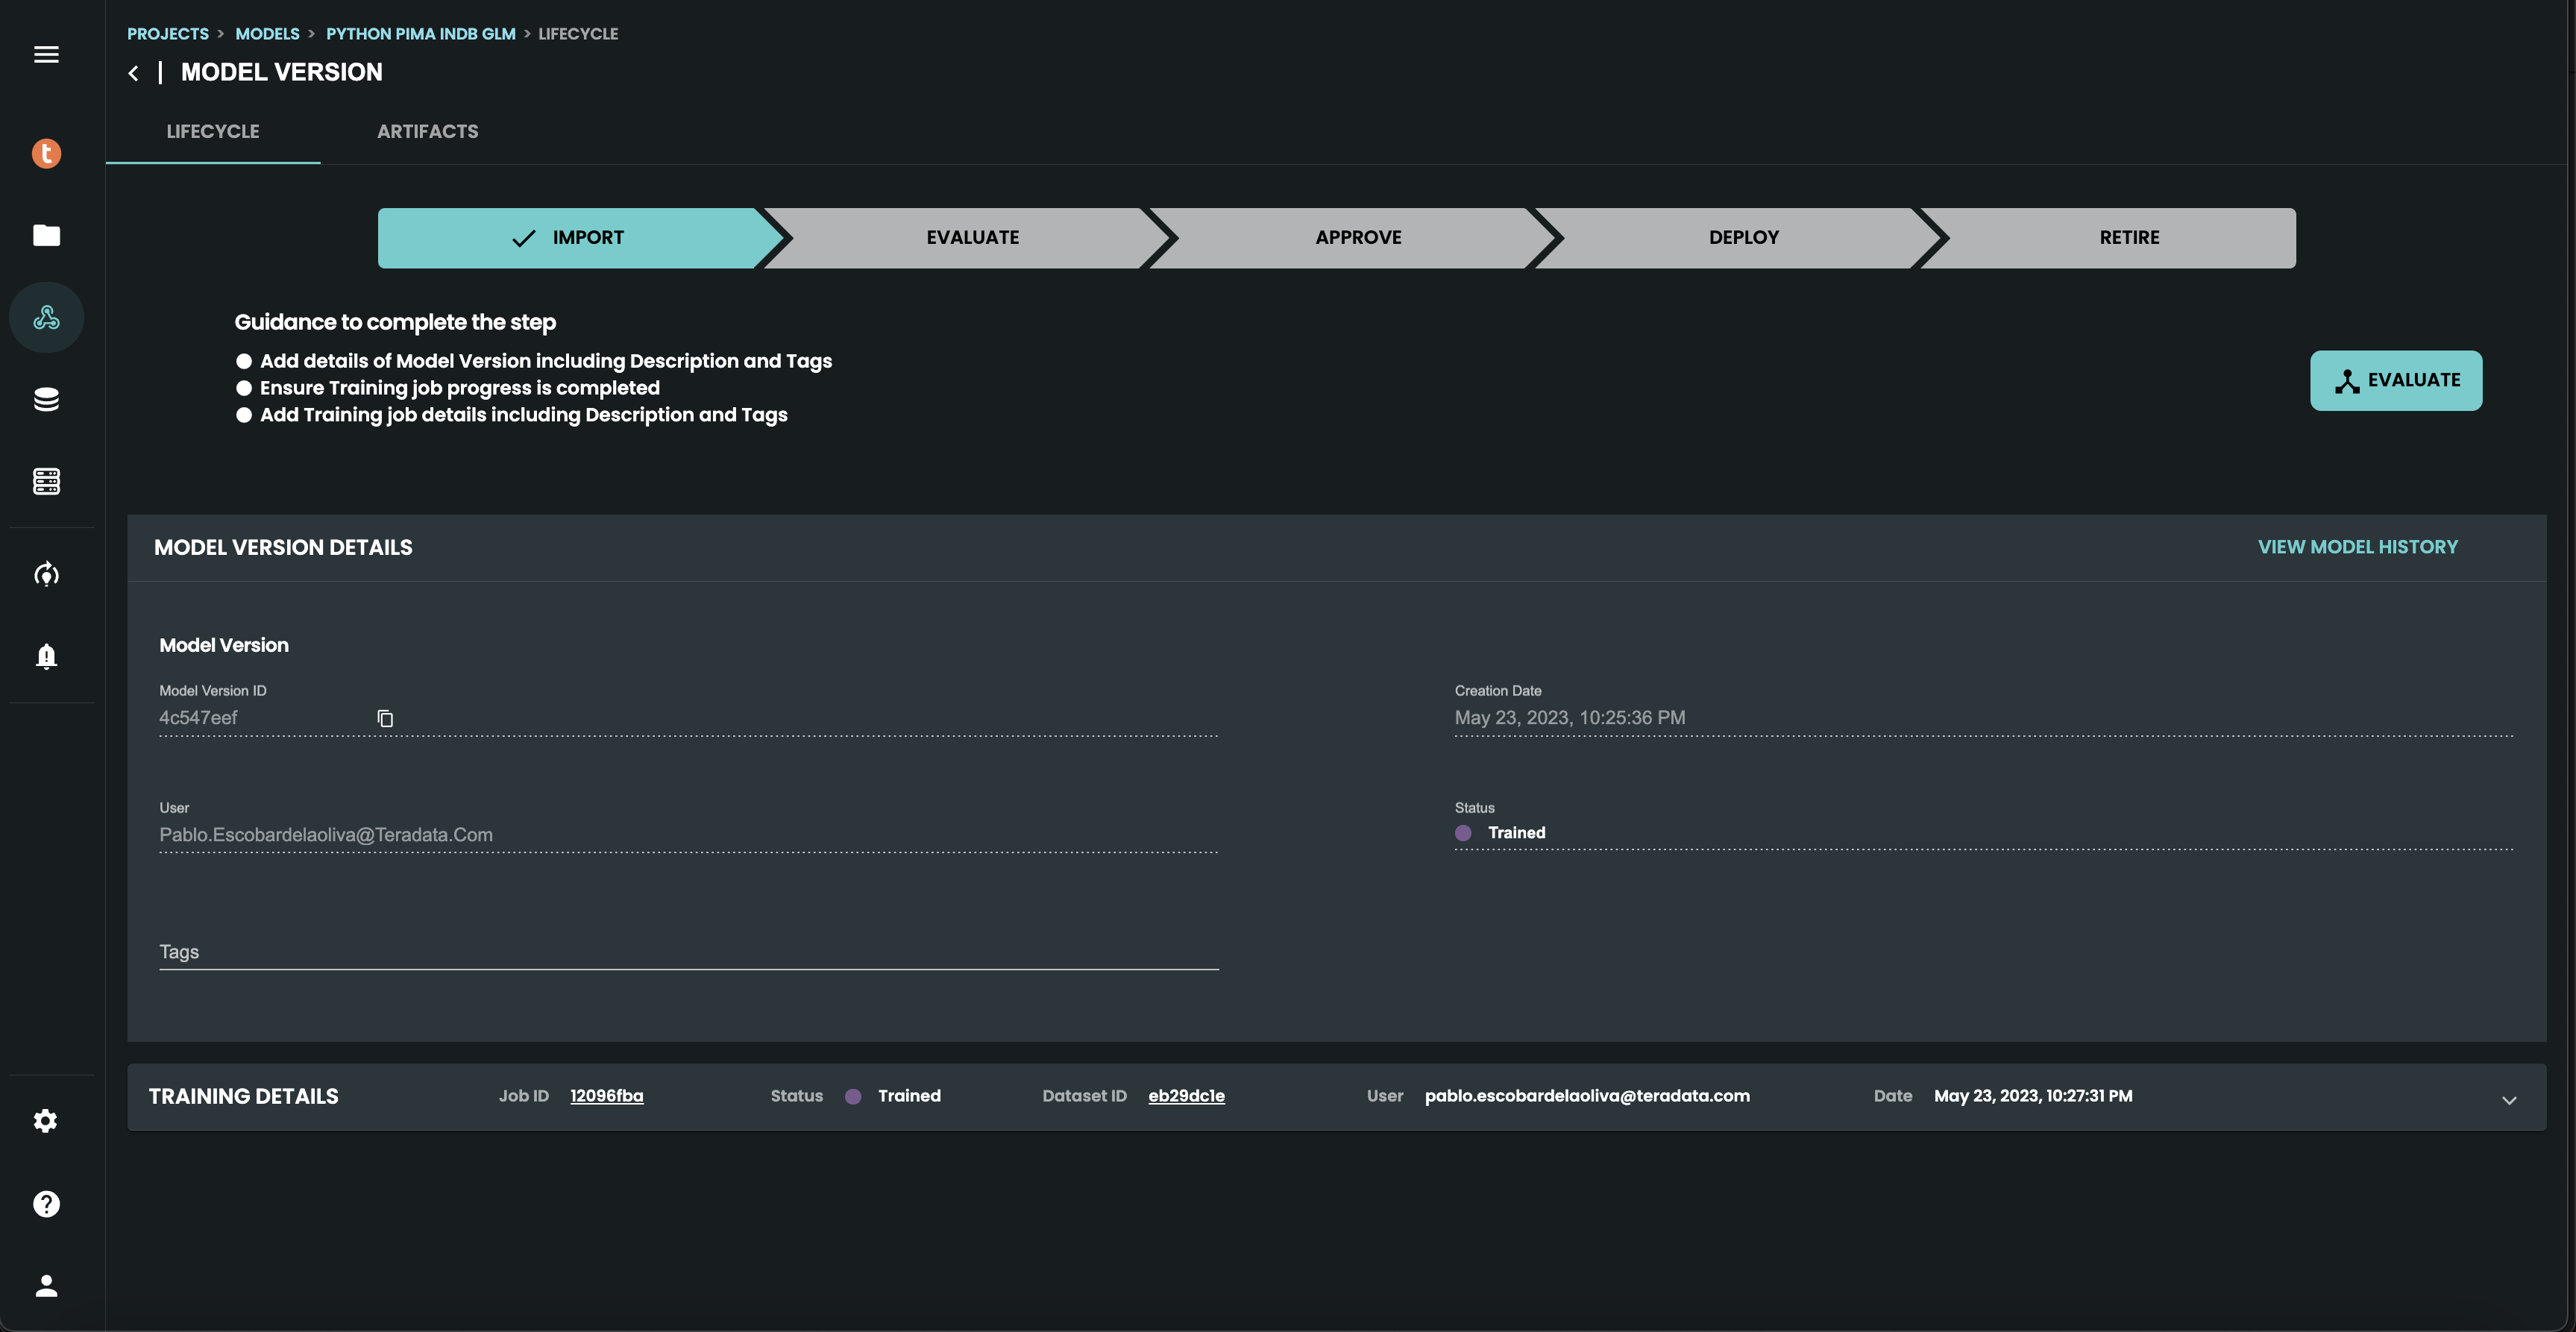 PROJECTS > MODELS > PYTHON PIMA INDB GLM > LIFECYCLE
MODEL VERSION
LIFECYCLE ARTIFACTS
t
IMPORT EVALUATE APPROVE DEPLOY RETIRE
Guidance to complete the step
Add details of Model Version including Description and Tags
Ensure Training job progress is completed
Add Training job details including Description and Tags
EVALUATE
MODEL VERSION DETAILS VIEW MODEL HISTORY
Model Version
Model Version ID Creation Date
4c547eef May 23, 2023, 10:25:36 PM
User Status
Pablo.Escobardelaoliva@Teradata.Com Trained
Tags
TRAINING DETAILS Job ID 12096fba Status Trained Dataset ID eb29dc1e User pablo.escobardelaoliva@teradata.com Date May 23, 2023, 10:27:31 PM